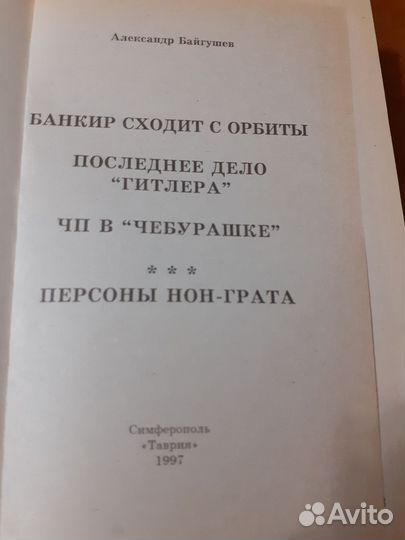 Александр Байгушев
БАНКИР СХОДИТ С ОРБИТЫ
ПОСЛЕДНЕЕ ДЕЛО
“ГИТЛЕРА”
ЧП В “ЧЕБУРАШКЕ”
* * *
ПЕРСОНЫ НОН-ГРАТА
Симферополь
«Таврия»
1997
Avito